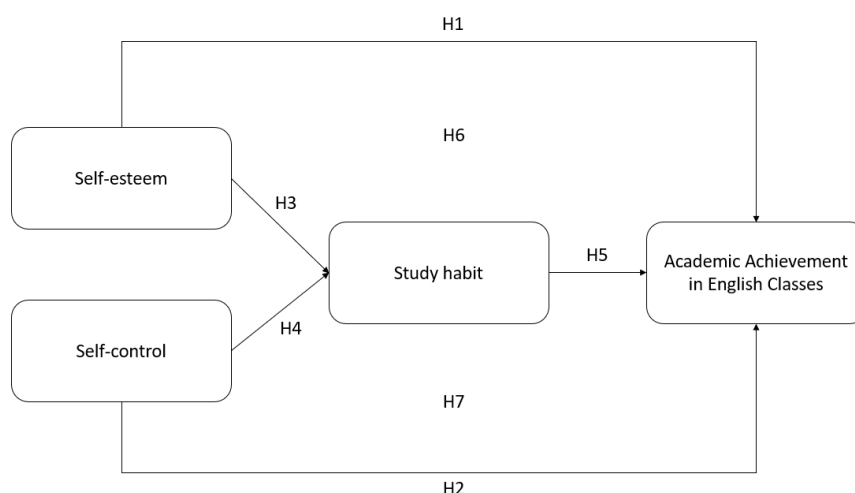 H1
H6
Self-esteem
H3
Study habit
H5
Academic Achievement
in English Classes
H4
Self-control
H7
H2